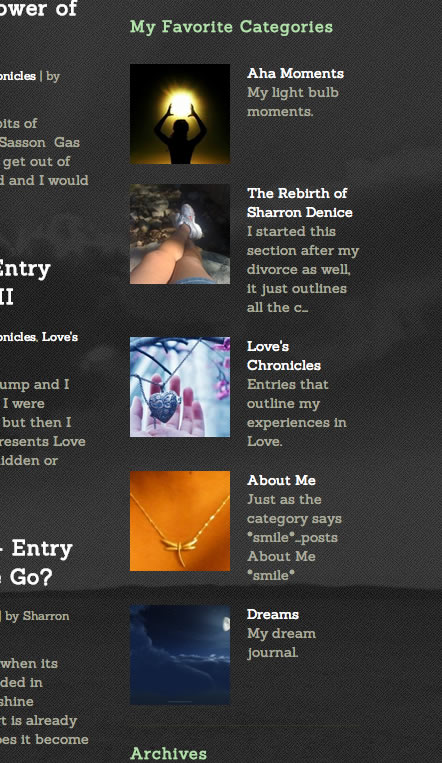 ower of
onicles | by
bits of
Sasson Gas
get out of
d and I would
Entry
II
onicles, Love's
ump and I
I were
but then I
resents Love
idden or
- Entry
Go?
| by Sharron
when its
ded in
shine
rt is already
oes it become
My Favorite Categories
Aha Moments
My light bulb
moments.
The Rebirth of
Sharron Denice
I started this
section after my
divorce as well,
it just outlines
all the c...
Love's
Chronicles
Entries that
outline my
experiences in
Love.
About Me
Just as the
category says
*smile*...posts
About Me
*smile*
Dreams
My dream
journal.
Archives